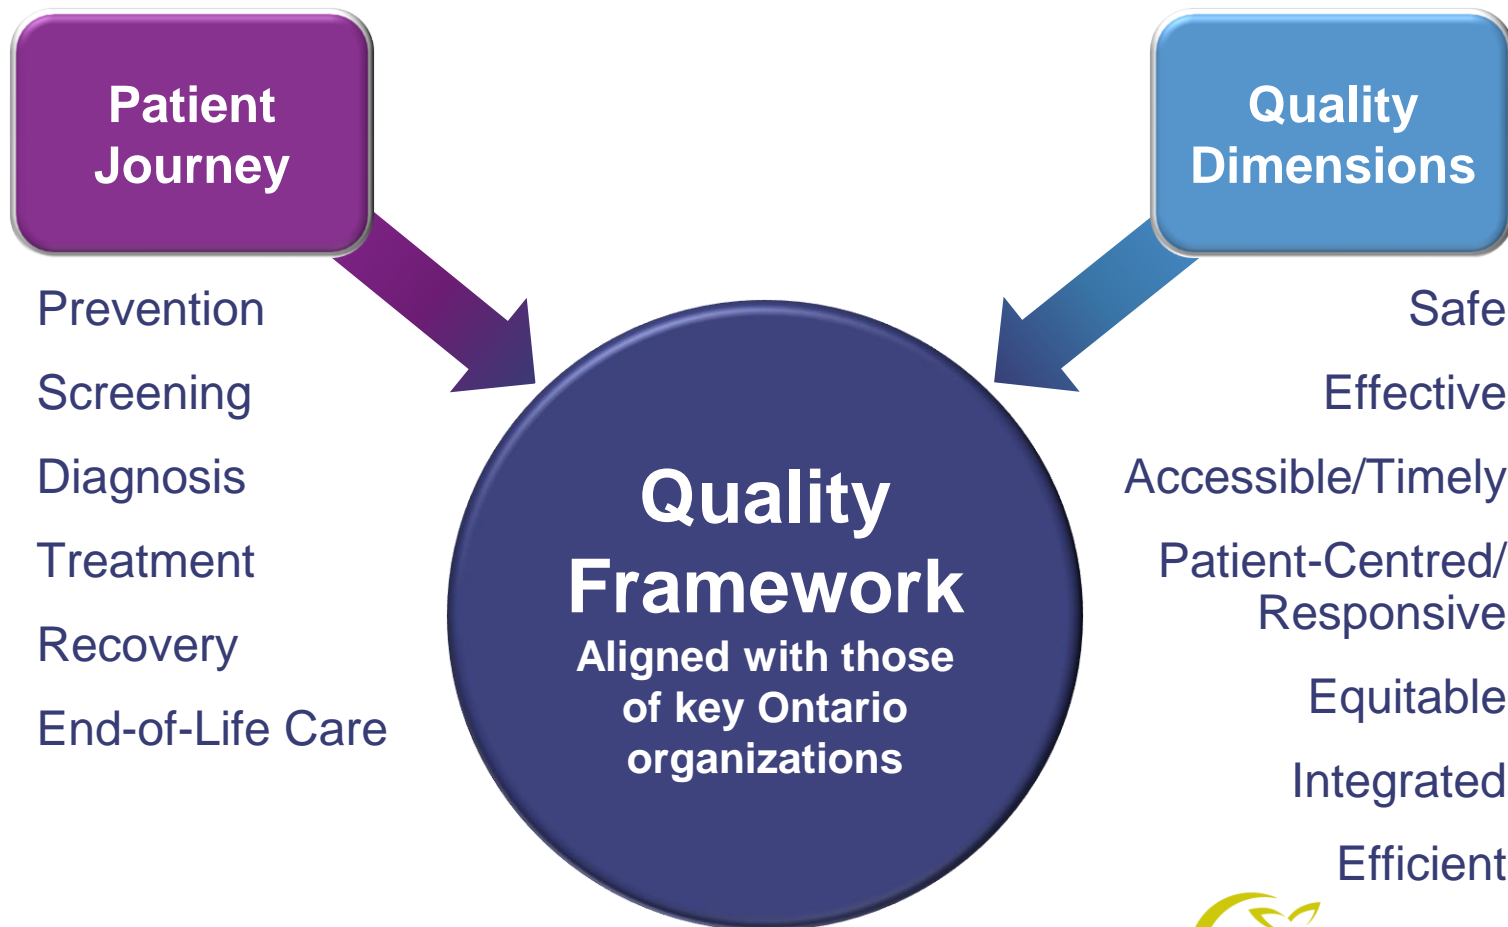 Patient
Journey
Prevention
Screening
Diagnosis
Treatment
Recovery
End-of-Life Care
Quality
Framework
Aligned with those
of key Ontario
organizations
Quality
Dimensions
Safe
Effective
Accessible/Timely
Patient-Centred/
Responsive
Equitable
Integrated
Efficient